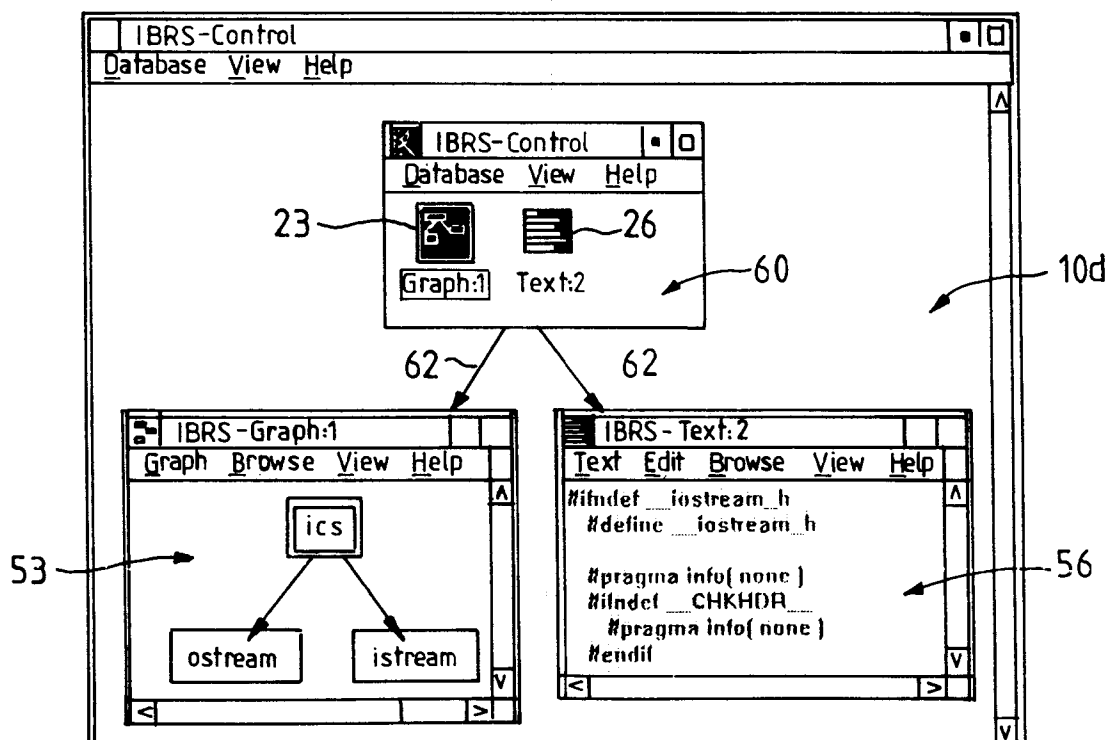 IBRS-Control
Database View Help
IBRS-Control
Database View Help
23
26
Graph:1
Text:2
60
10d
62
62
IBRS-Graph:1
Graph Browse View Help
ics
ostream
istream
53
IBRS-Text:2
Text Edit Browse View Help
#ifndef __iostream_h
#define __iostream_h
#pragma info( none )
#ifndef __CHKHDR__
#pragma info( none )
#endif
56